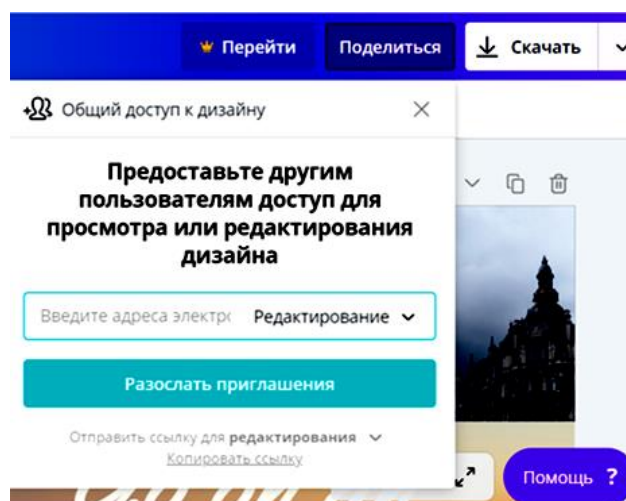 Перейти
Поделиться
Скачать
Общий доступ к дизайну
Предоставьте другим
пользователям доступ для
просмотра или редактирования
дизайна
Введите адреса электрс Редактирование
Разослать приглашения
Отправить ссылку для редактирования
Копировать ссылку
Помощь ?